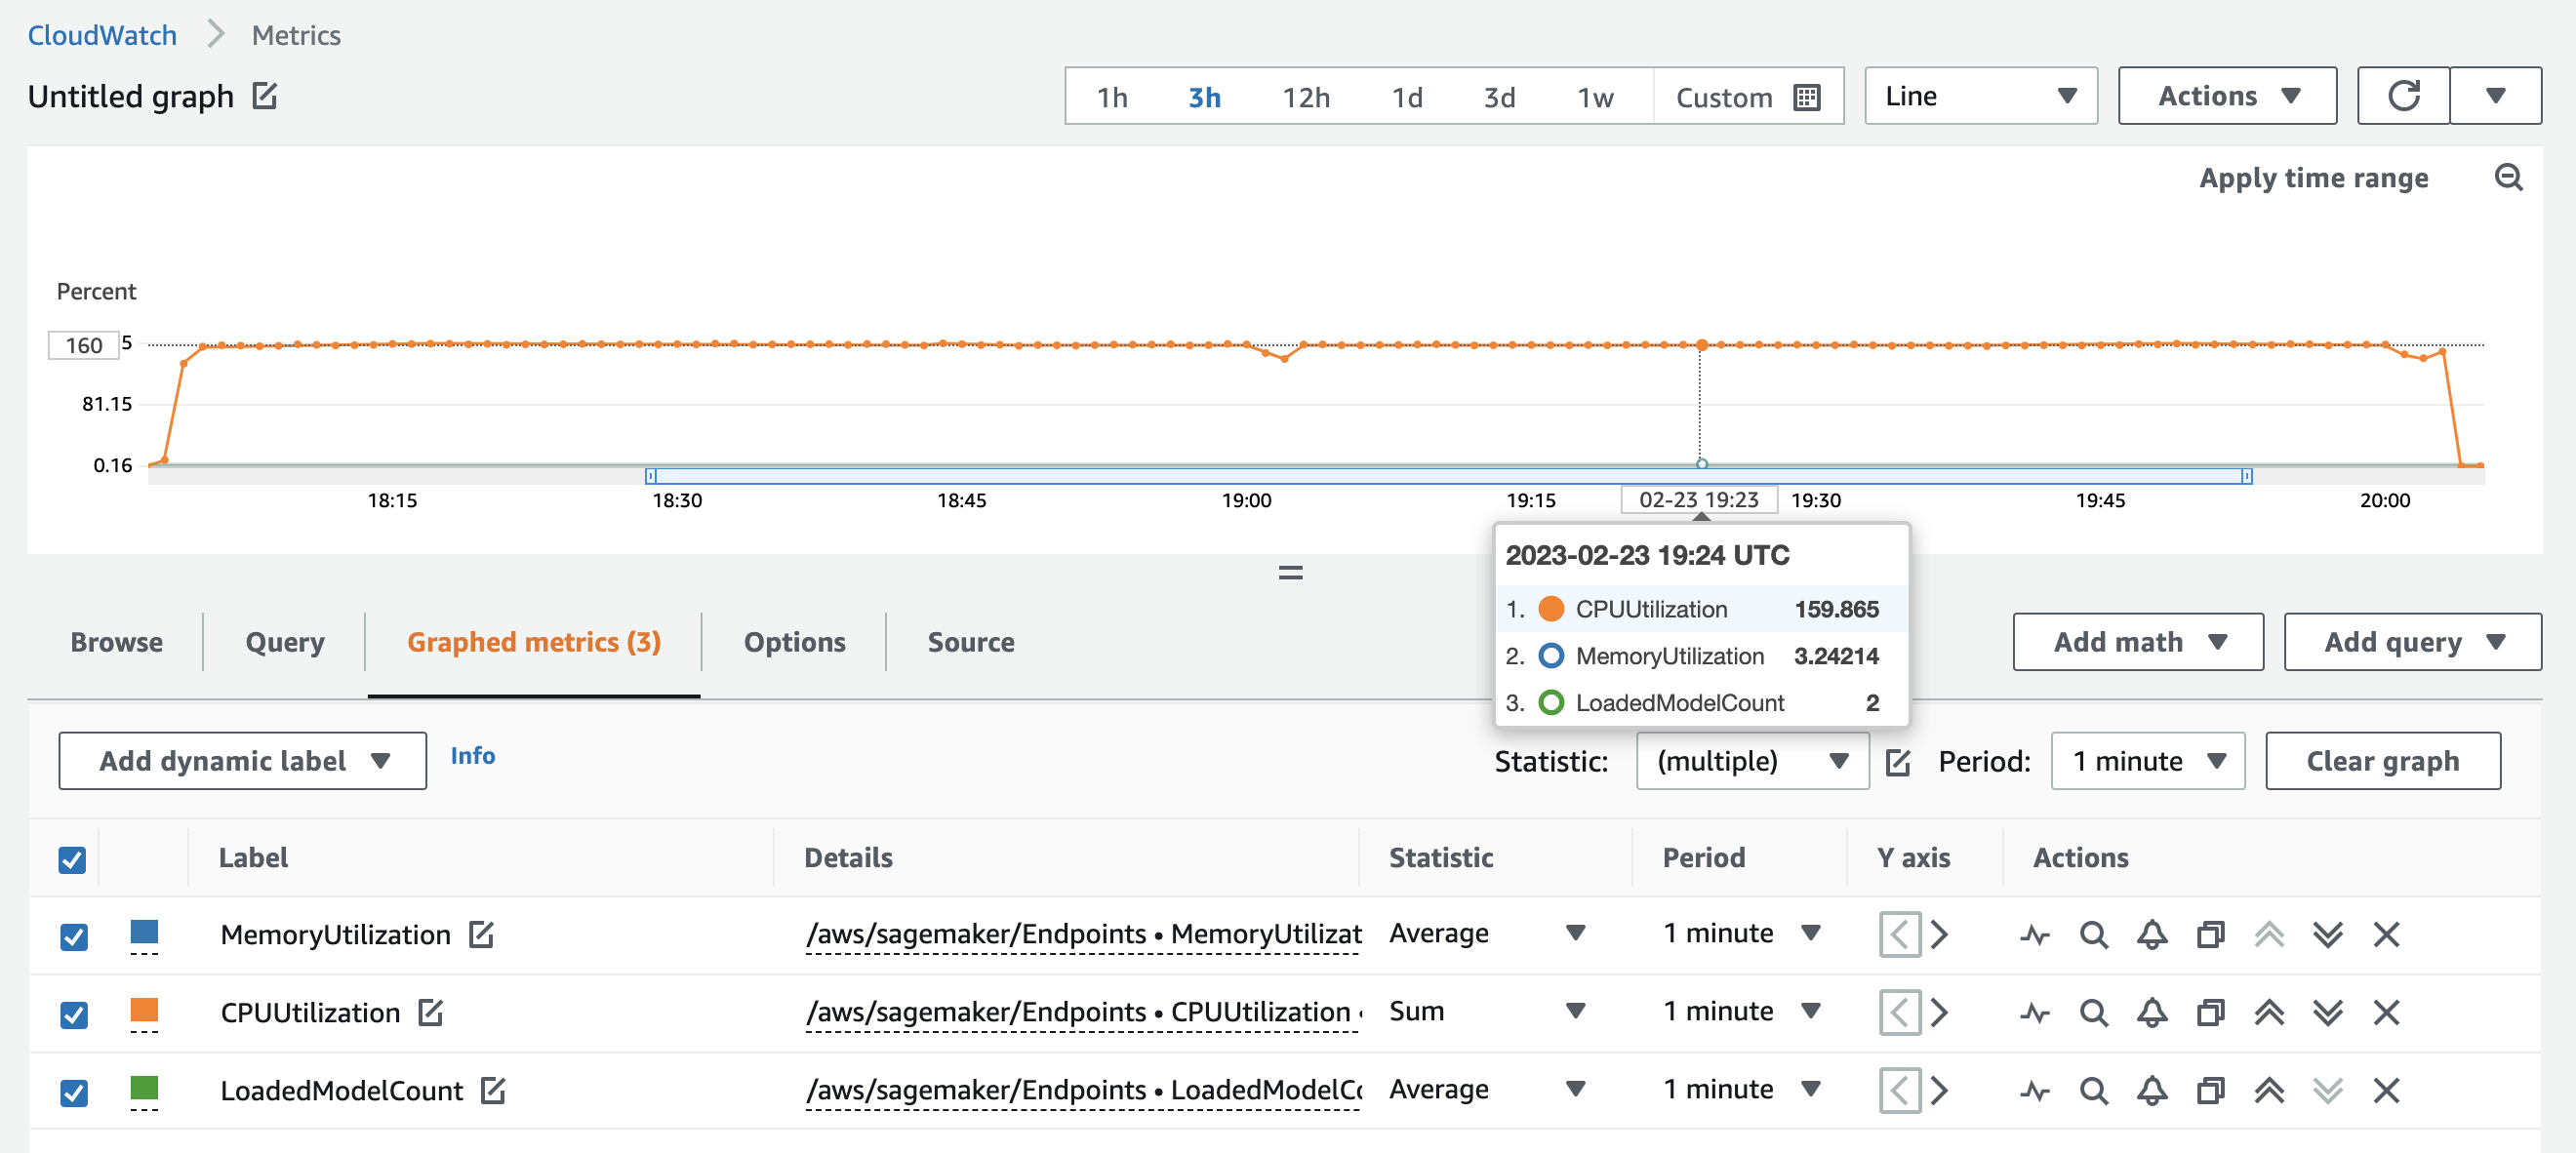 CloudWatch Metrics
Untitled graph
1h 3h 12h 1d 3d 1w Custom Line Actions
Apply time range
Percent
160 5
81.15
0.16
18:15 18:30 18:45 19:00 19:15 02-23 19:23 19:30 19:45 20:00
2023-02-23 19:24 UTC
1. CPUUtilization 159.865
2. MemoryUtilization 3.24214
3. LoadedModelCount 2
Browse Query Graphed metrics (3) Options Source Add math Add query
Add dynamic label Info Statistic: (multiple) Period: 1 minute Clear graph
Label Details Statistic Period Y axis Actions
MemoryUtilization /aws/sagemaker/Endpoints • MemoryUtilizat Average 1 minute
CPUUtilization /aws/sagemaker/Endpoints • CPUUtilization • Sum 1 minute
LoadedModelCount /aws/sagemaker/Endpoints • LoadedModelCo Average 1 minute